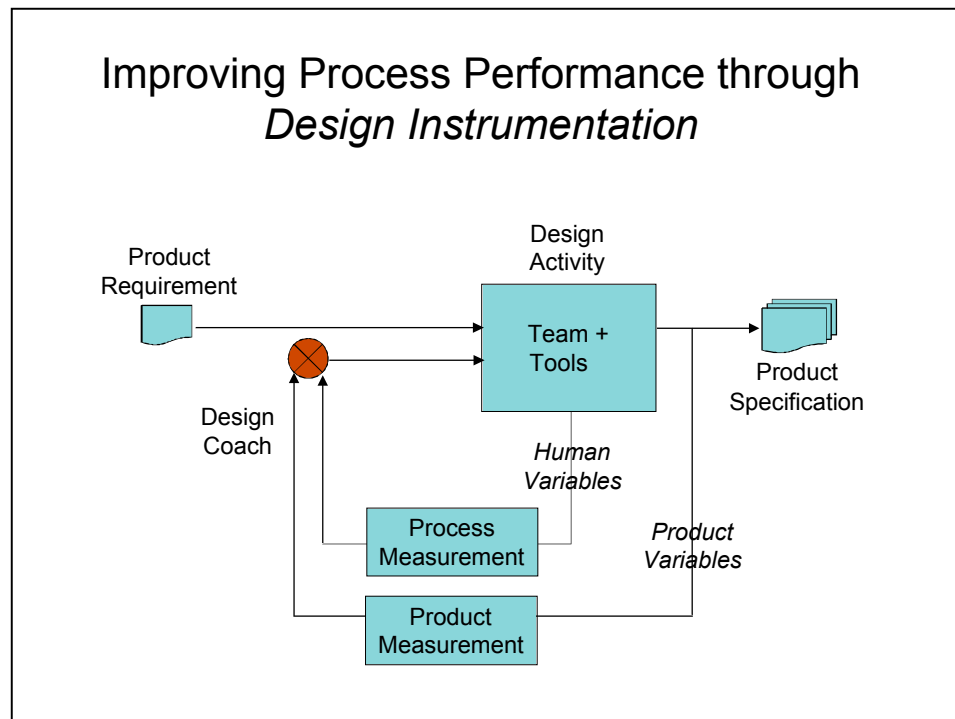 Improving Process Performance through
Design Instrumentation
Design
Activity
Product
Requirement
Team +
Tools
Product
Specification
Design
Coach
Human
Variables
Process
Measurement
Product
Variables
Product
Measurement